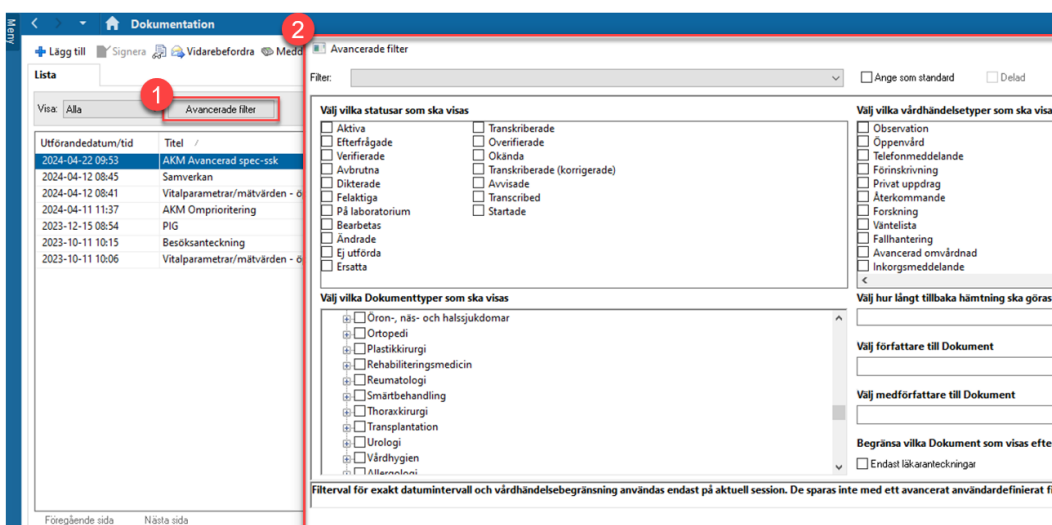 Meny
Dokumentation
Lägg till Signera Vidarebefordra Medd
Lista
1
Visa: Alla Avancerade filter
Utförandedatum/tid Titel
2024-04-22 09:53 AKM Avancerad spec-ssk
2024-04-12 08:45 Samverkan
2024-04-12 08:41 Vitalparametrar/mätvärden - ö
2024-04-11 11:37 AKM Omprioritering
2023-12-15 08:54 PIG
2023-10-11 10:15 Besöksanteckning
2023-10-11 10:06 Vitalparametrar/mätvärden - ö
Föregående sida Nästa sida
2
Avancerade filter
Filter: Ange som standard Delad
Välj vilka statusar som ska visas
Aktiva Transkriberade
Efterfrågade Overifierade
Verifierade Okända
Avbrutna Transkriberade (korrigerade)
Dikterade Avvisade
Felaktiga Transcribed
På laboratorium Startade
Bearbetas
Ändrade
Ej utförda
Ersatta
Välj vilka vårdhändelsetyper som ska visa
Observation
Öppenvård
Telefonmeddelande
Förinskrivning
Privat uppdrag
Återkommande
Forskning
Väntelista
Fallhantering
Avancerad omvårdnad
Inkorgsmeddelande
Välj vilka Dokumenttyper som ska visas
Öron-, näs- och halssjukdomar
Ortopedi
Plastikkirurgi
Rehabiliteringsmedicin
Reumatologi
Smärtbehandling
Thoraxkirurgi
Transplantation
Urologi
Vårdhygien
Allergologi
Välj hur långt tillbaka hämtning ska göras
Välj författare till Dokument
Välj medförfattare till Dokument
Begränsa vilka Dokument som visas efte
Endast läkaranteckningar
Filterval för exakt datumintervall och vårdhändelsebegränsning användas endast på aktuell session. De sparas inte med ett avancerat användardefinierat fi